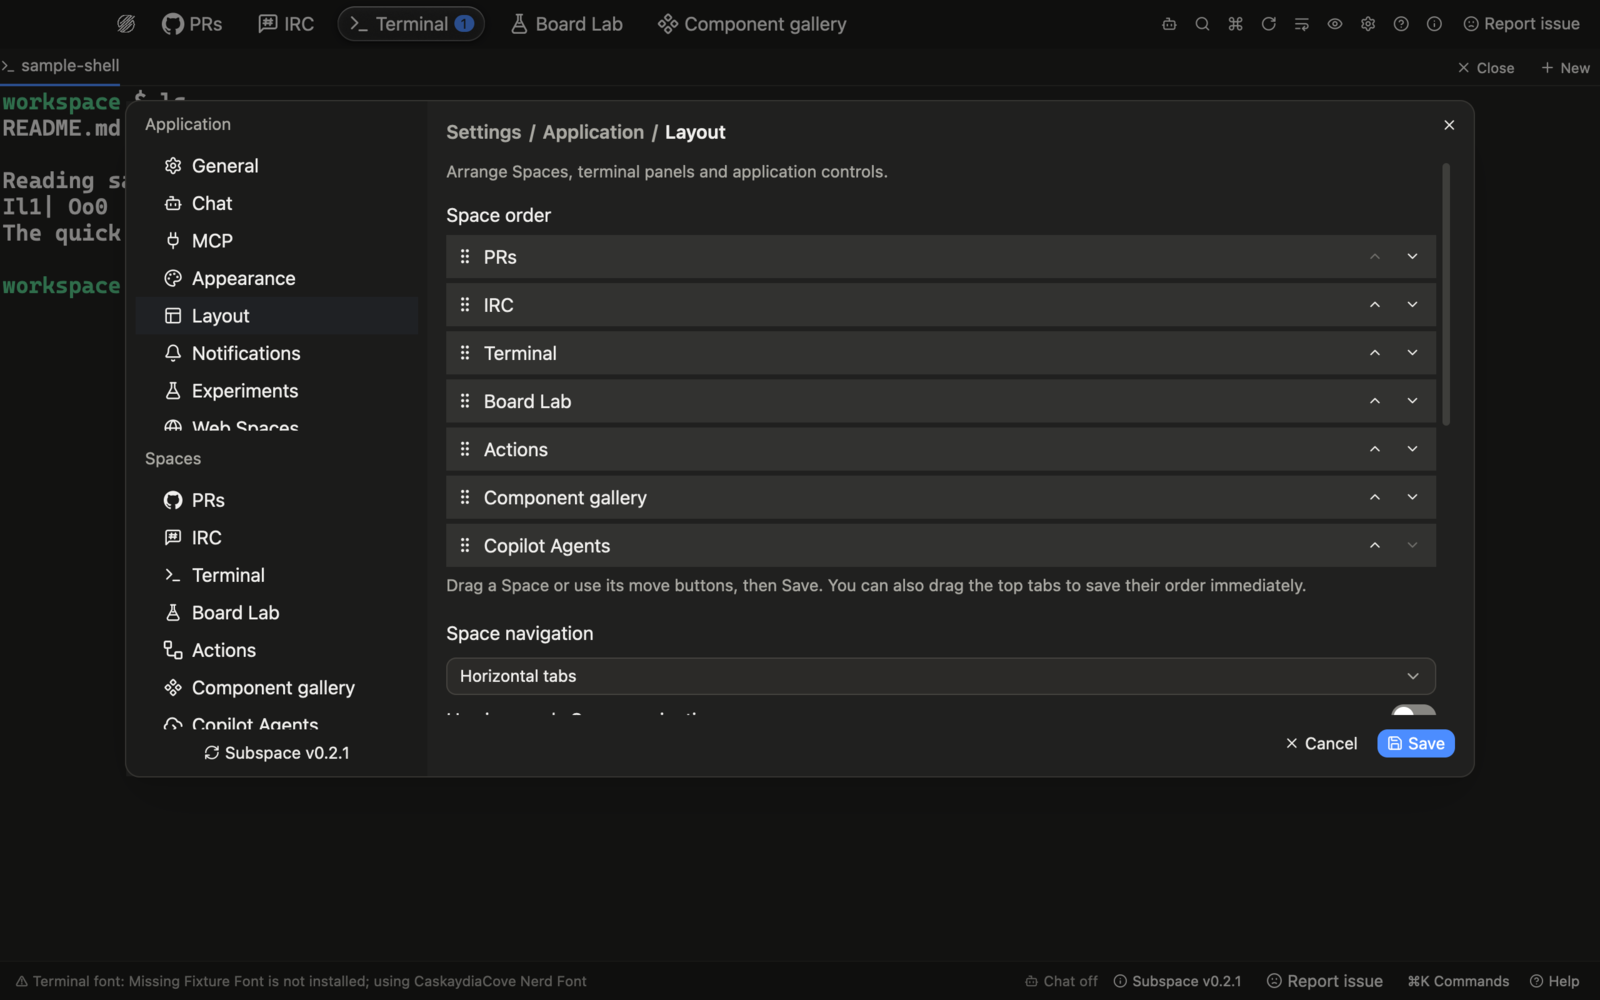 PRs IRC Terminal 1 Board Lab Component gallery Report issue
sample-shell Close New
workspace $ ls
README.md
Reading
Il1| Oo0
The quick
workspace
Application
General
Chat
MCP
Appearance
Layout
Notifications
Experiments
Web Spaces
Spaces
PRs
IRC
Terminal
Board Lab
Actions
Component gallery
Copilot Agents
Subspace v0.2.1
Settings / Application / Layout
Arrange Spaces, terminal panels and application controls.
Space order
PRs
IRC
Terminal
Board Lab
Actions
Component gallery
Copilot Agents
Drag a Space or use its move buttons, then Save. You can also drag the top tabs to save their order immediately.
Space navigation
Horizontal tabs
Cancel Save
Terminal font: Missing Fixture Font is not installed; using CaskaydiaCove Nerd Font
Chat off Subspace v0.2.1 Report issue ⌘K Commands Help